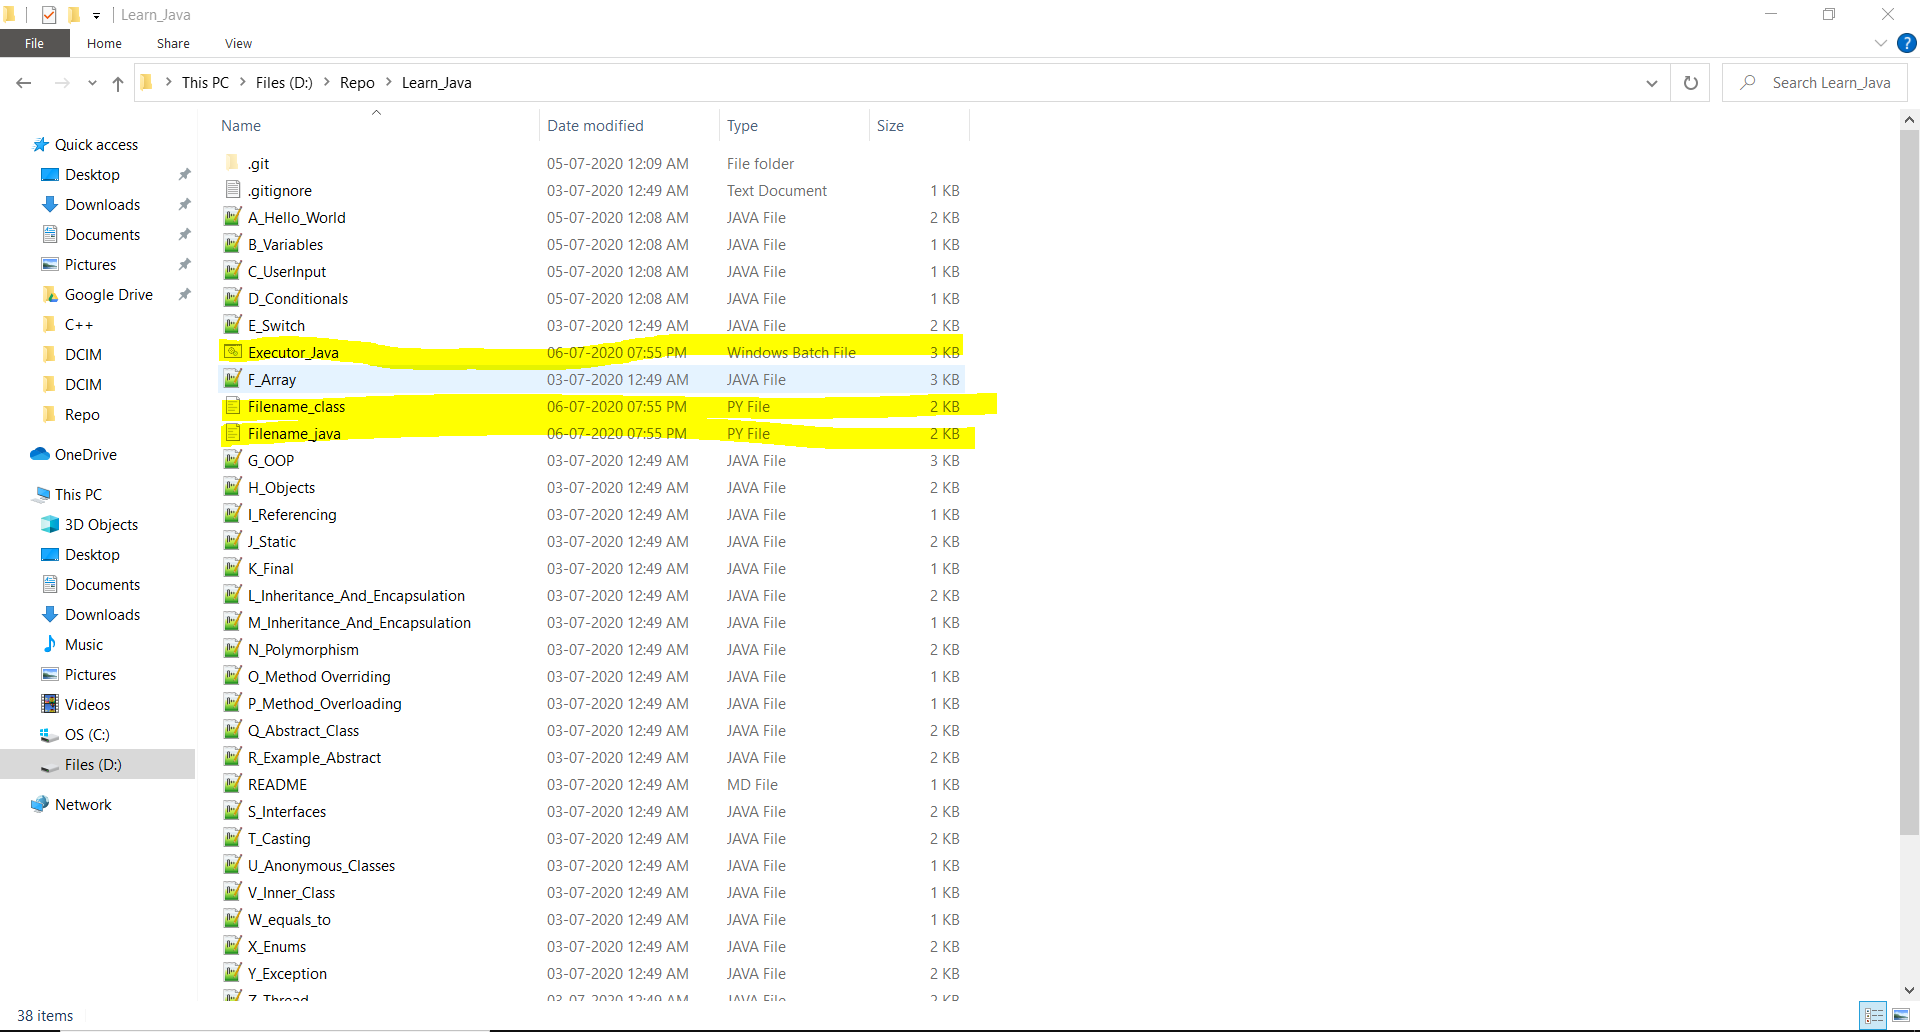 Learn_Java
File Home Share View
This PC Files (D:) Repo Learn_Java Search Learn_Java
Name Date modified Type Size
Quick access
Desktop
Downloads
Documents
Pictures
Google Drive
C++
DCIM
DCIM
Repo
OneDrive
This PC
3D Objects
Desktop
Documents
Downloads
Music
Pictures
Videos
OS (C:)
Files (D:)
Network
.git 05-07-2020 12:09 AM File folder
.gitignore 03-07-2020 12:49 AM Text Document 1 KB
A_Hello_World 05-07-2020 12:08 AM JAVA File 2 KB
B_Variables 05-07-2020 12:08 AM JAVA File 1 KB
C_UserInput 05-07-2020 12:08 AM JAVA File 1 KB
D_Conditionals 05-07-2020 12:08 AM JAVA File 1 KB
E_Switch 03-07-2020 12:49 AM JAVA File 2 KB
Executor_Java 06-07-2020 07:55 PM Windows Batch File 3 KB
F_Array 03-07-2020 12:49 AM JAVA File 3 KB
Filename_class 06-07-2020 07:55 PM PY File 2 KB
Filename_java 06-07-2020 07:55 PM PY File 2 KB
G_OOP 03-07-2020 12:49 AM JAVA File 3 KB
H_Objects 03-07-2020 12:49 AM JAVA File 2 KB
I_Referencing 03-07-2020 12:49 AM JAVA File 1 KB
J_Static 03-07-2020 12:49 AM JAVA File 2 KB
K_Final 03-07-2020 12:49 AM JAVA File 1 KB
L_Inheritance_And_Encapsulation 03-07-2020 12:49 AM JAVA File 2 KB
M_Inheritance_And_Encapsulation 03-07-2020 12:49 AM JAVA File 1 KB
N_Polymorphism 03-07-2020 12:49 AM JAVA File 2 KB
O_Method Overriding 03-07-2020 12:49 AM JAVA File 1 KB
P_Method_Overloading 03-07-2020 12:49 AM JAVA File 1 KB
Q_Abstract_Class 03-07-2020 12:49 AM JAVA File 2 KB
R_Example_Abstract 03-07-2020 12:49 AM JAVA File 2 KB
README 03-07-2020 12:49 AM MD File 1 KB
S_Interfaces 03-07-2020 12:49 AM JAVA File 2 KB
T_Casting 03-07-2020 12:49 AM JAVA File 2 KB
U_Anonymous_Classes 03-07-2020 12:49 AM JAVA File 1 KB
V_Inner_Class 03-07-2020 12:49 AM JAVA File 1 KB
W_equals_to 03-07-2020 12:49 AM JAVA File 1 KB
X_Enums 03-07-2020 12:49 AM JAVA File 2 KB
Y_Exception 03-07-2020 12:49 AM JAVA File 2 KB
Z_Thread 03-07-2020 12:49 AM JAVA File 2 KB
38 items